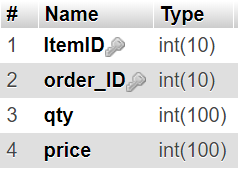 # Name Type
1 ItemID int(10)
2 order_ID int(10)
3 qty int(100)
4 price int(100)